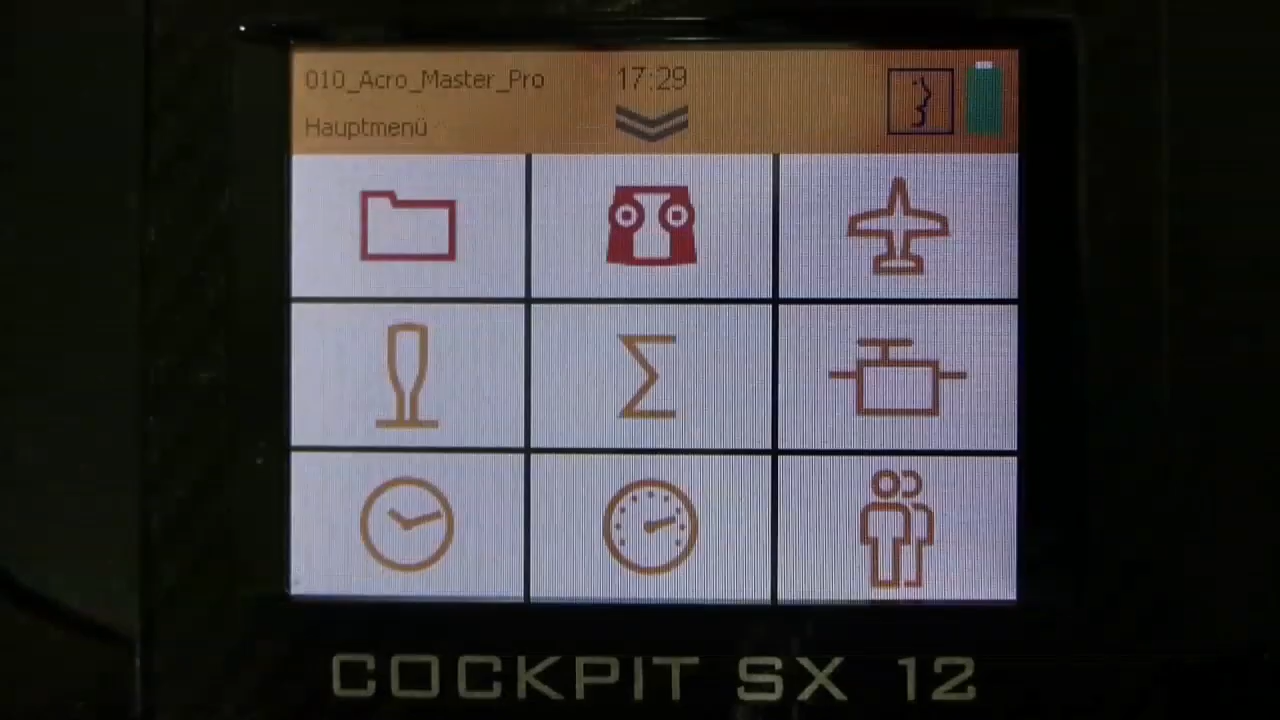 010_Acro_Master_Pro
17:29
Hauptmenü
Σ
COCKPIT SX 12